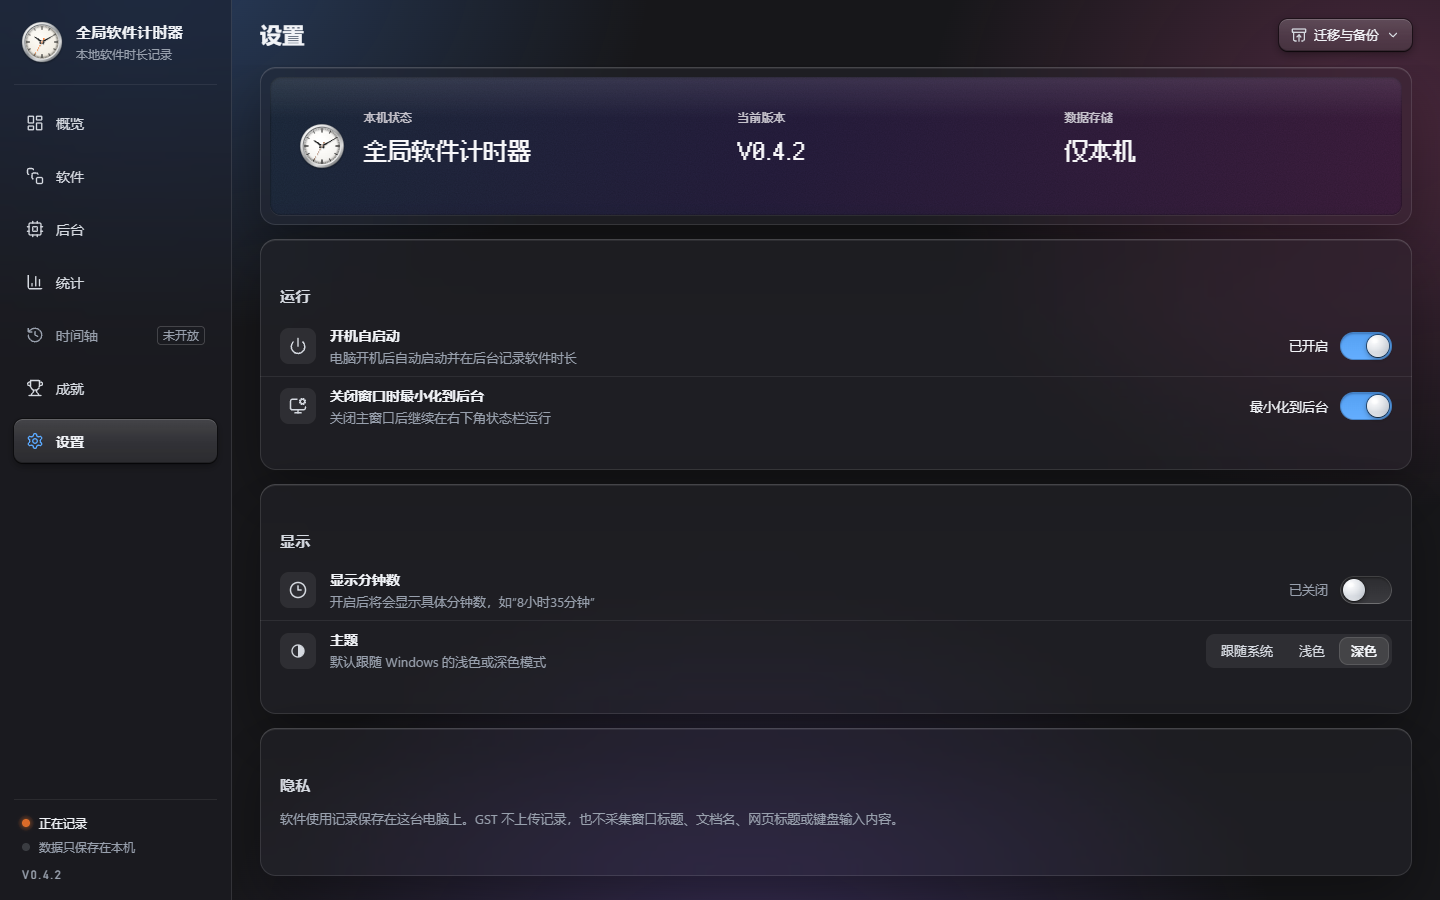 全局软件计时器
本地软件时长记录
概览
软件
后台
统计
时间轴 未开放
成就
设置
正在记录
数据只保存在本机
V0.4.2
设置
迁移与备份
本机状态
全局软件计时器
当前版本
V0.4.2
数据存储
仅本机
运行
开机自启动
电脑开机后自动启动并在后台记录软件时长
已开启
关闭窗口时最小化到后台
关闭主窗口后继续在右下角状态栏运行
最小化到后台
显示
显示分钟数
开启后将会显示具体分钟数，如"8小时35分钟"
已关闭
主题
默认跟随 Windows 的浅色或深色模式
跟随系统 浅色 深色
隐私
软件使用记录保存在这台电脑上。GST 不上传记录，也不采集窗口标题、文档名、网页标题或键盘输入内容。